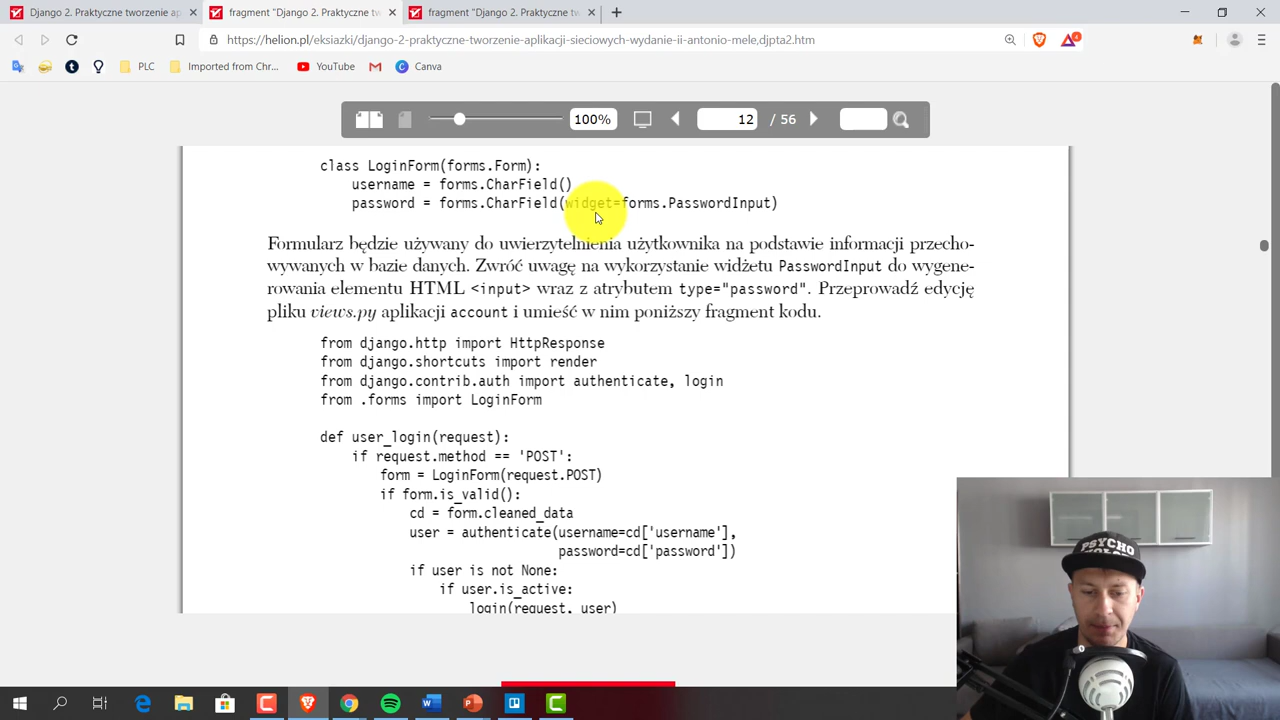 Django 2. Praktyczne tworzenie ap
fragment "Django 2. Praktyczne tw
fragment "Django 2. Praktyczne tw
https://helion.pl/eksiazki/django-2-praktyczne-tworzenie-aplikacji-sieciowych-wydanie-ii-antonio-mele,djpta2.htm
PLC
Imported from Chr...
YouTube
Canva
100%
12 / 56
class LoginForm(forms.Form):
username = forms.CharField()
password = forms.CharField(widget=forms.PasswordInput)
Formularz będzie używany do uwierzytelnienia użytkownika na podstawie informacji przecho-
wywanych w bazie danych. Zwróć uwagę na wykorzystanie widżetu PasswordInput do wygene-
rowania elementu HTML <input> wraz z atrybutem type="password". Przeprowadź edycję
pliku views.py aplikacji account i umieść w nim poniższy fragment kodu.
from django.http import HttpResponse
from django.shortcuts import render
from django.contrib.auth import authenticate, login
from .forms import LoginForm
def user_login(request):
if request.method == 'POST':
form = LoginForm(request.POST)
if form.is_valid():
cd = form.cleaned_data
user = authenticate(username=cd['username'],
password=cd['password'])
if user is not None:
if user.is_active:
login(request, user)
PSYCHO